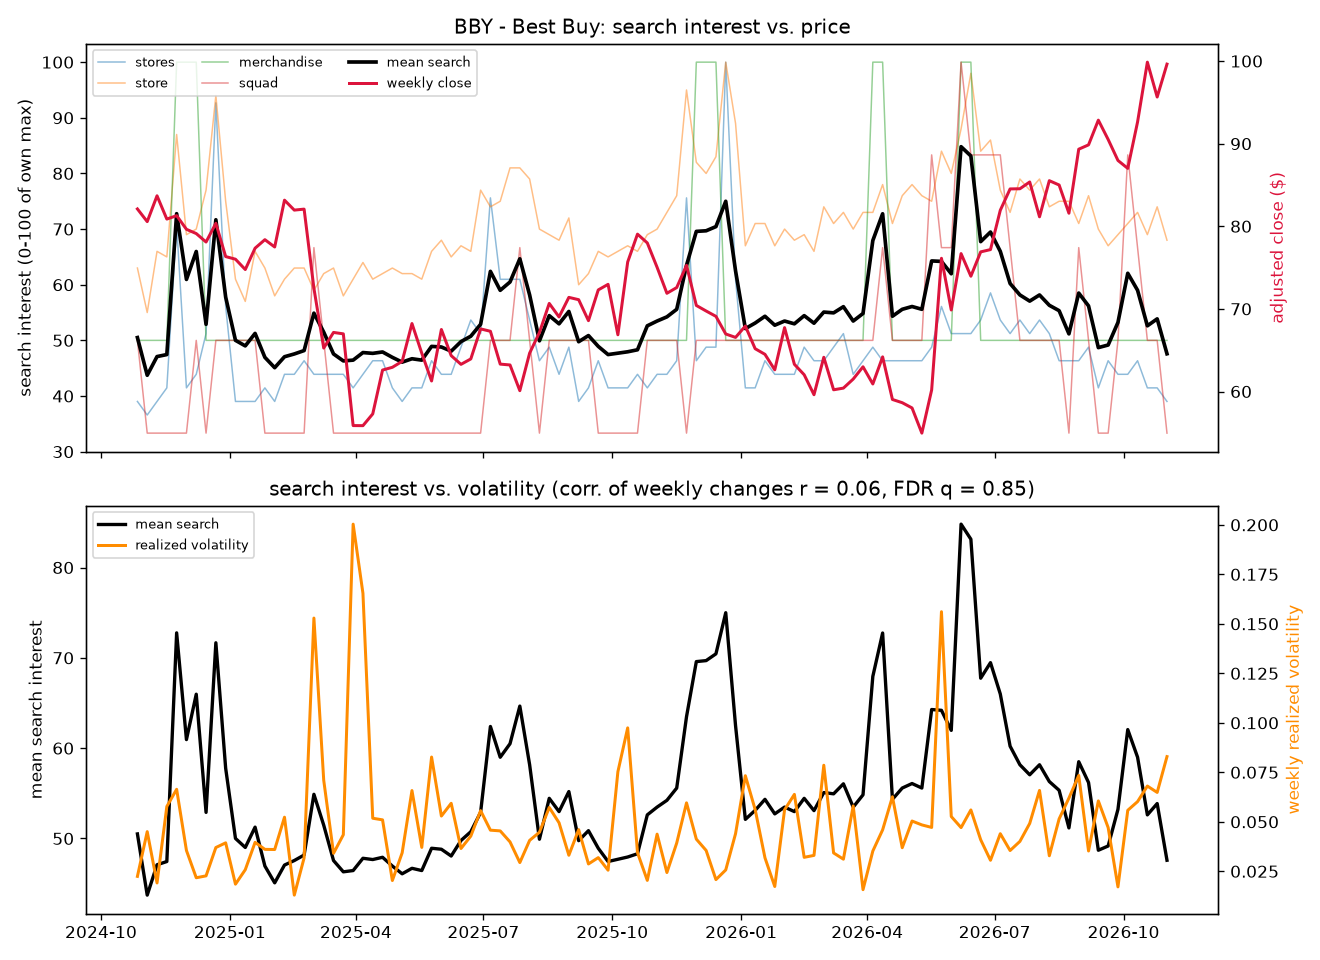 BBY - Best Buy: search interest vs. price
stores
store
merchandise
squad
mean search
weekly close
search interest (0-100 of own max)
100
90
80
70
60
50
40
30
adjusted close ($)
100
90
80
70
60
search interest vs. volatility (corr. of weekly changes r = 0.06, FDR q = 0.85)
mean search
realized volatility
mean search interest
80
70
60
50
weekly realized volatility
0.200
0.175
0.150
0.125
0.100
0.075
0.050
0.025
2024-10
2025-01
2025-04
2025-07
2025-10
2026-01
2026-04
2026-07
2026-10